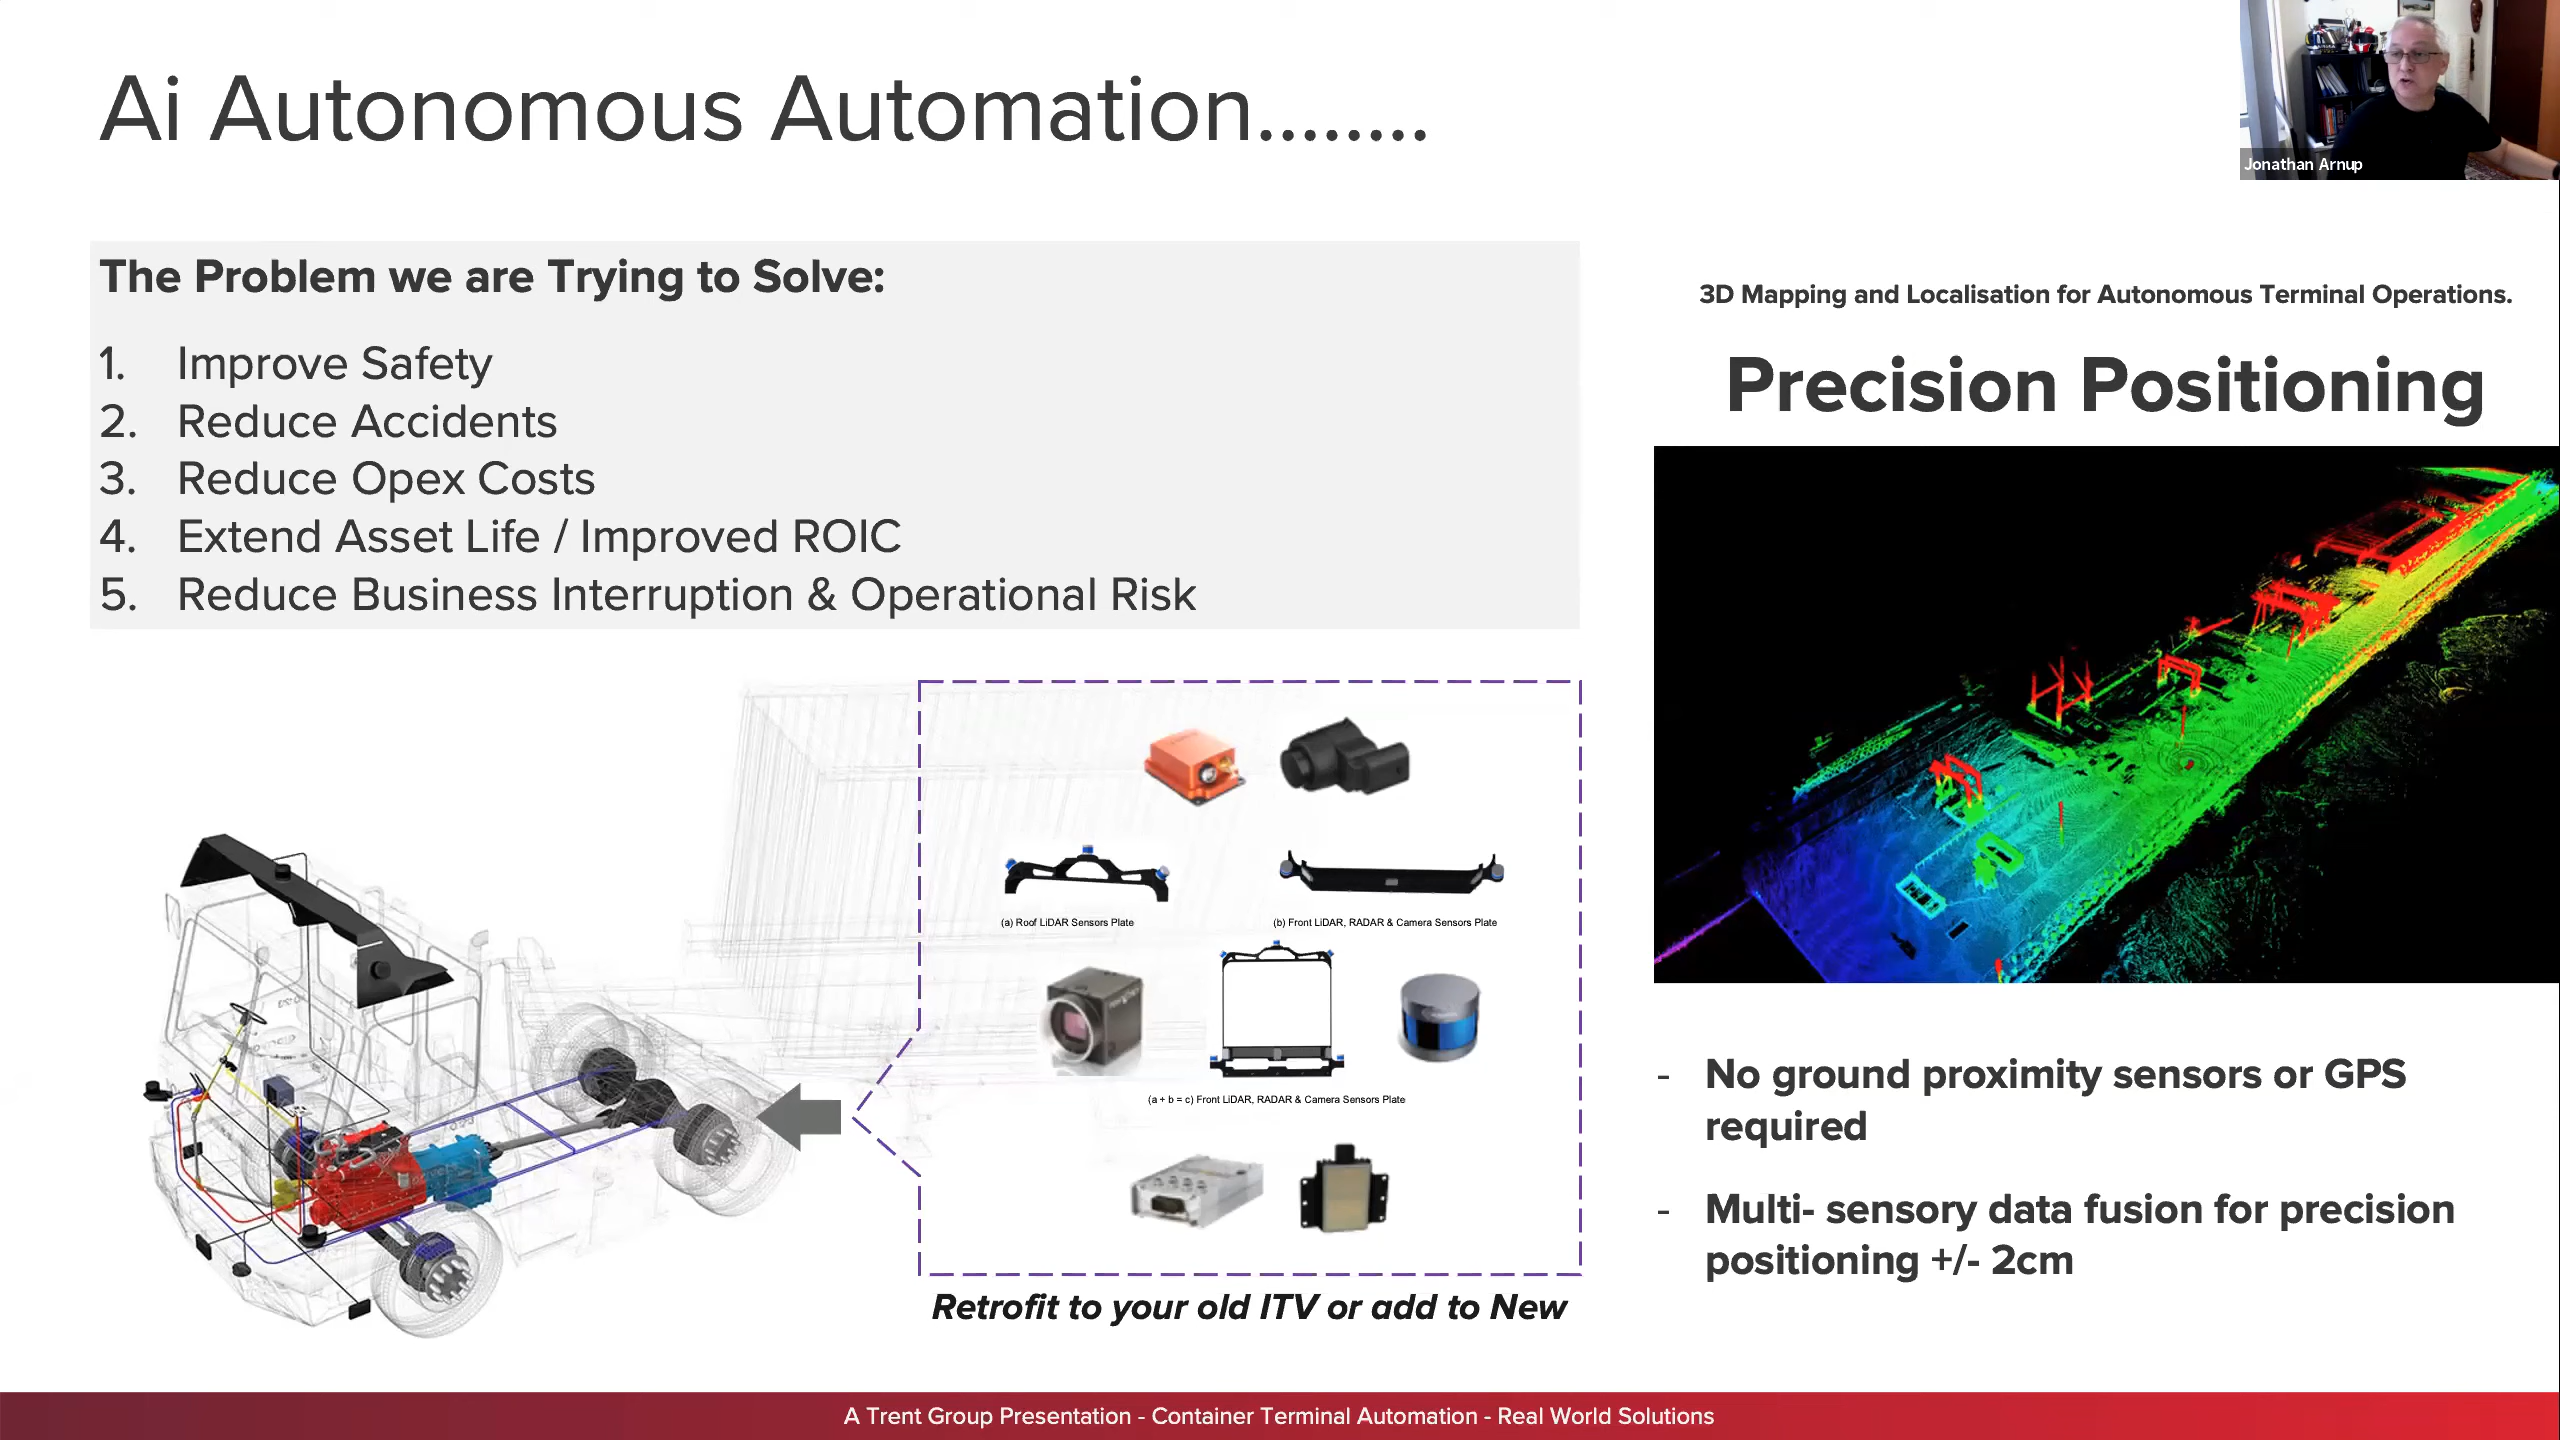 Ai Autonomous Automation........
Jonathan Arnup
The Problem we are Trying to Solve:
1. Improve Safety
2. Reduce Accidents
3. Reduce Opex Costs
4. Extend Asset Life / Improved ROIC
5. Reduce Business Interruption & Operational Risk
3D Mapping and Localisation for Autonomous Terminal Operations.
Precision Positioning
(a) Roof LiDAR Sensors Plate
(b) Front LiDAR, RADAR & Camera Sensors Plate
(a + b = c) Front LiDAR, RADAR & Camera Sensors Plate
Retrofit to your old ITV or add to New
- No ground proximity sensors or GPS
required
- Multi- sensory data fusion for precision
positioning +/- 2cm
A Trent Group Presentation - Container Terminal Automation - Real World Solutions